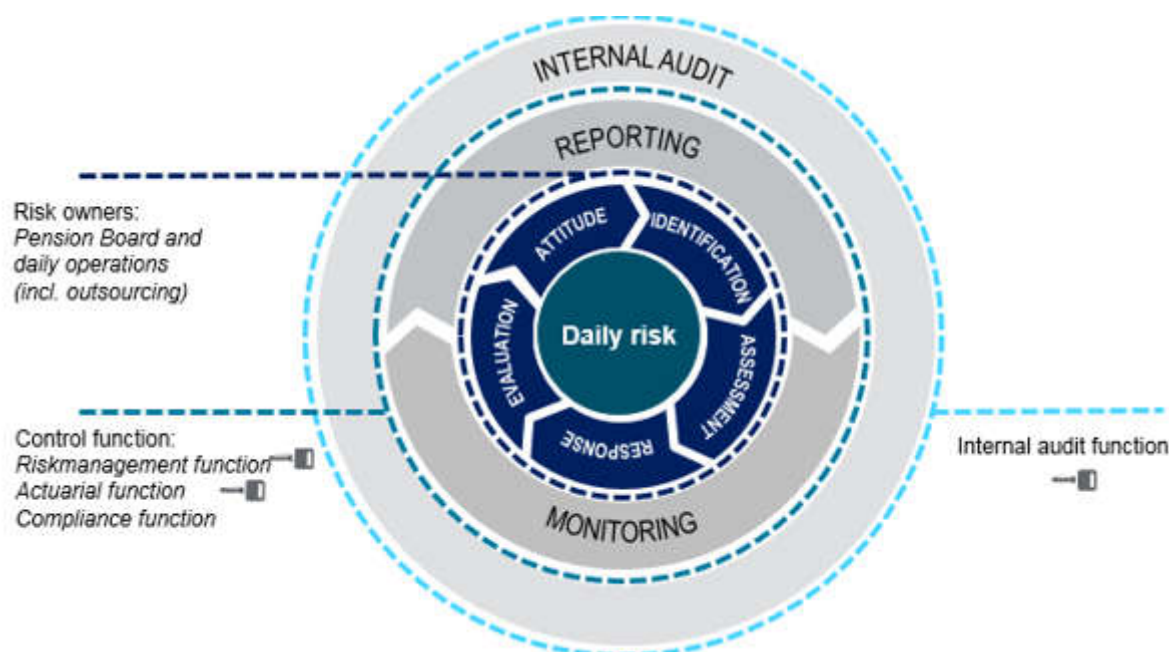 INTERNAL AUDIT
REPORTING
Risk owners:
Pension Board and
daily operations
(incl. outsourcing)
ATTITUDE
IDENTIFICATION
Daily risk
EVALUATION
ASSESSMENT
RESPONSE
Control function:
Riskmanagement function
Actuarial function
Compliance function
Internal audit function
MONITORING